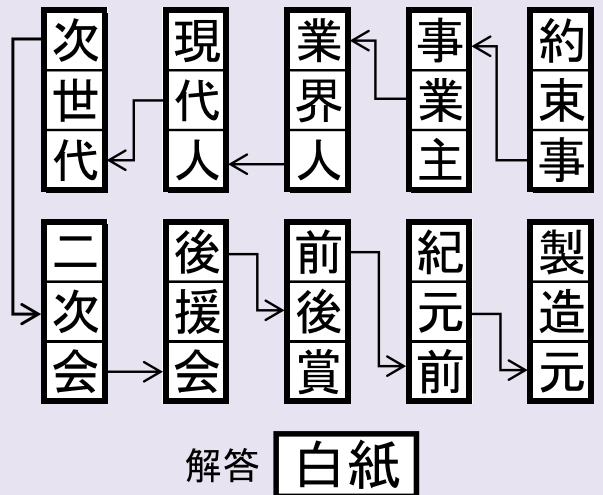 約束事
事業主
業界人
現代人
次世代
二次会
後援会
前後賞
紀元前
製造元
解答 白紙